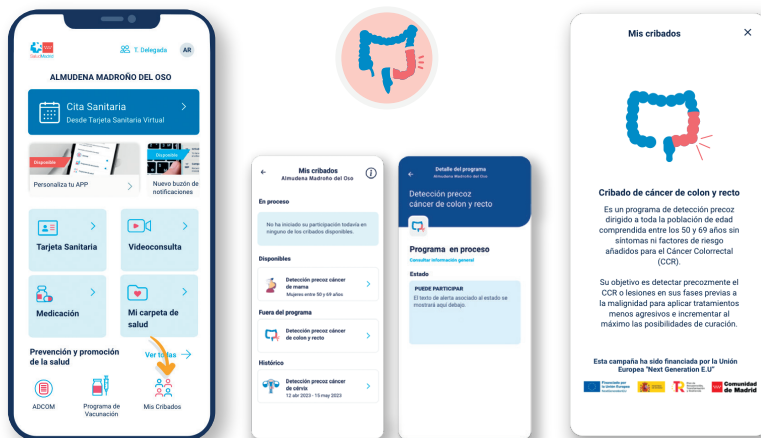 SaludMadrid
T. Delegada
AR
ALMUDENA MADROÑO DEL OSO
Cita Sanitaria
Desde Tarjeta Sanitaria Virtual
Disponible
Personaliza tu APP
Disponible
Nuevo buzón de
notificaciones
Tarjeta Sanitaria
Videoconsulta
Medicación
Mi carpeta de
salud
Prevención y promoción
de la salud
Ver todas
ADCOM
Programa de
Vacunación
Mis Cribados
Mis cribados
Almudena Madroño del Oso
En proceso
No ha iniciado su participación todavía en
ninguno de los cribados disponibles.
Disponibles
Detección precoz cáncer
de mama
Mujeres entre 50 y 69 años
Fuera del programa
Detección precoz cáncer
de colon y recto
Histórico
Detección precoz cáncer
de cérvix
12 abr 2023 - 15 may 2023
Detalle del programa
Almudena Madroño del Oso
Detección precoz
cáncer de colon y recto
Programa en proceso
Consultar información general
Estado
PUEDE PARTICIPAR
El texto de alerta asociado al estado se
mostrará aquí debajo.
Mis cribados
Cribado de cáncer de colon y recto
Es un programa de detección precoz
dirigido a toda la población de edad
comprendida entre los 50 y 69 años sin
síntomas ni factores de riesgo
añadidos para el Cáncer Colorrectal
(CCR).
Su objetivo es detectar precozmente el
CCR o lesiones en sus fases previas a
la malignidad para aplicar tratamientos
menos agresivos e incrementar al
máximo las posibilidades de curación.
Esta campaña ha sido financiada por la Unión
Europea "Next Generation E.U"
Financiado por
la Unión Europea
Comunidad
de Madrid